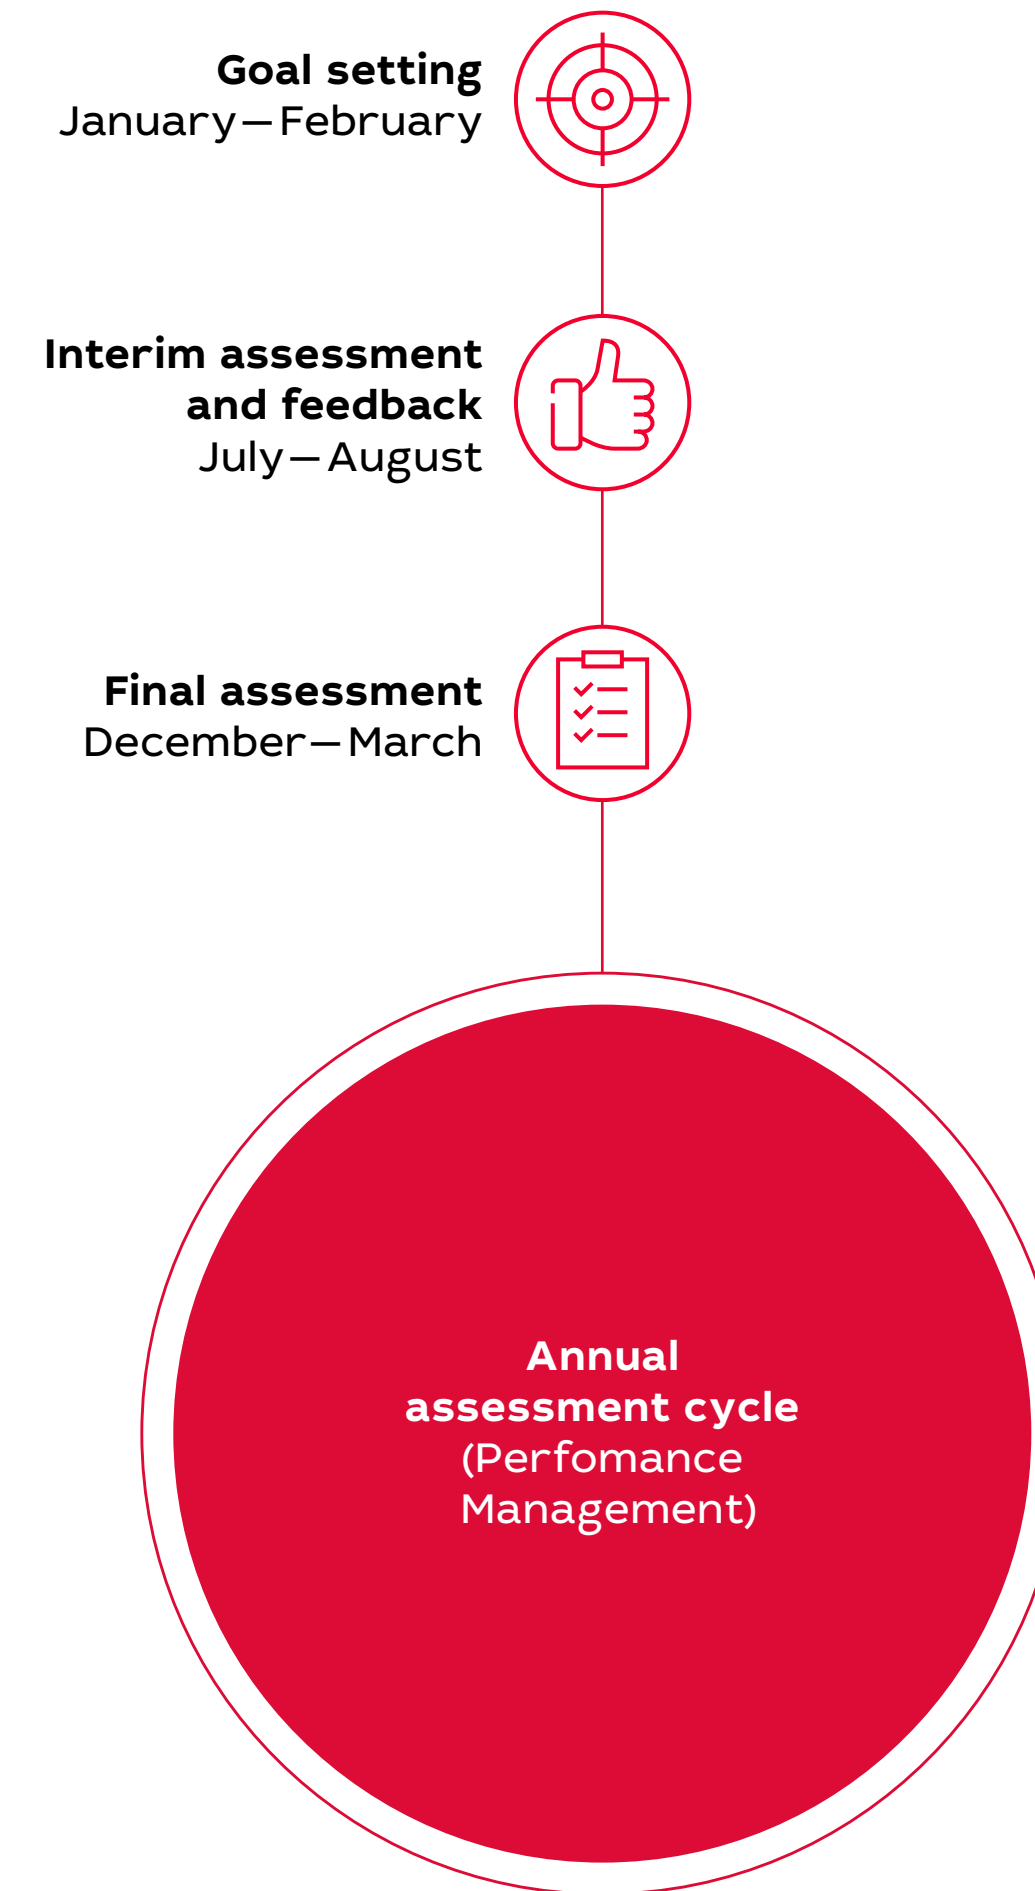 Goal setting
January—February
Interim assessment
and feedback
July—August
Final assessment
December—March
Annual
assessment cycle
(Perfomance
Management)